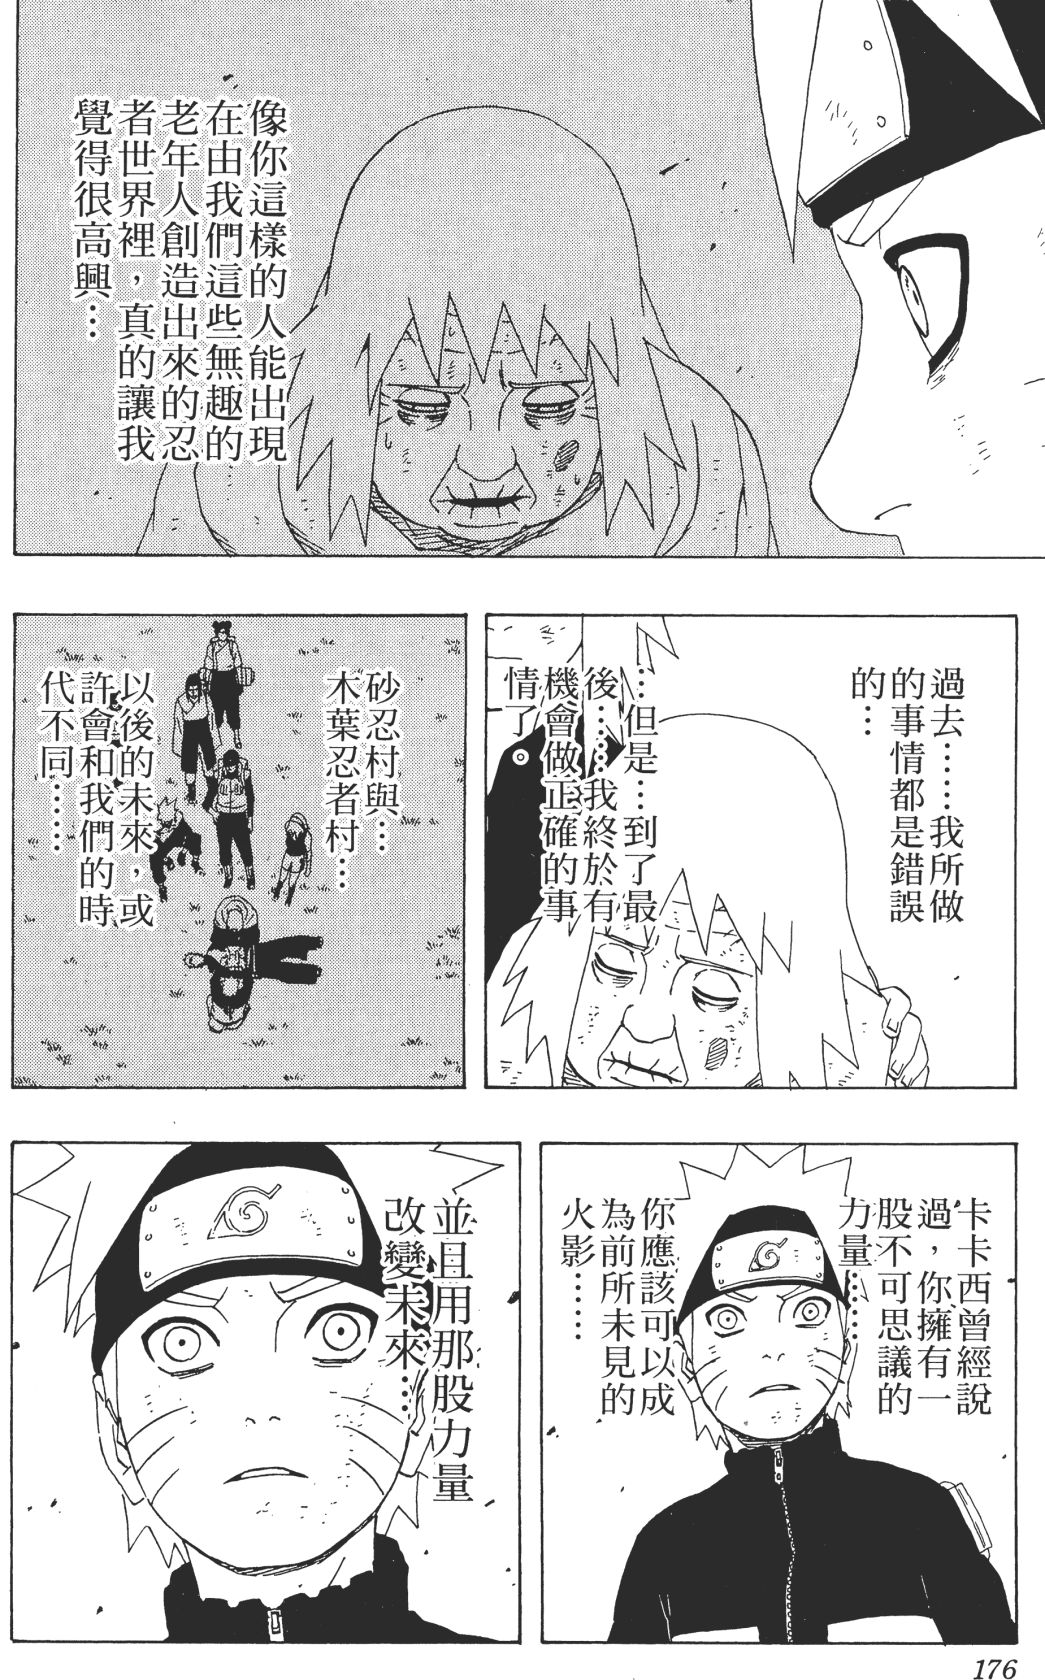 像你這樣的人能出現
在由我們這些無趣的
老年人創造出來的忍
者世界裡，真的讓我
覺得很高興…
過去……我所做
的事情都是錯誤
的…
…但是…到了最
後……我終於有
機會做正確的事
情了。
砂忍村與…
木葉忍者村…
以後的未來，或
許會和我們的時
代不同……
卡卡西曾經說
過，你擁有一
股不可思議的
力量……
你應該可以成
為前所未見的
火影……
並且用那股力量
改變未來…
176